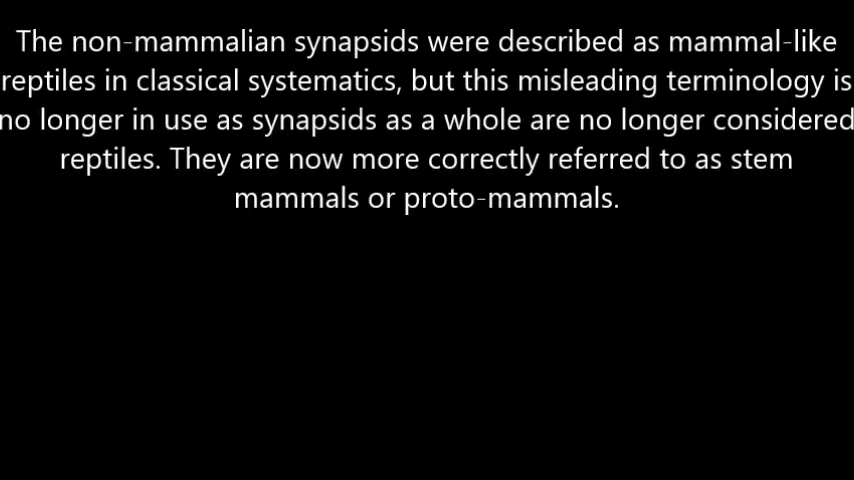 The non-mammalian synapsids were described as mammal-like
reptiles in classical systematics, but this misleading terminology is
no longer in use as synapsids as a whole are no longer considered
reptiles. They are now more correctly referred to as stem
mammals or proto-mammals.